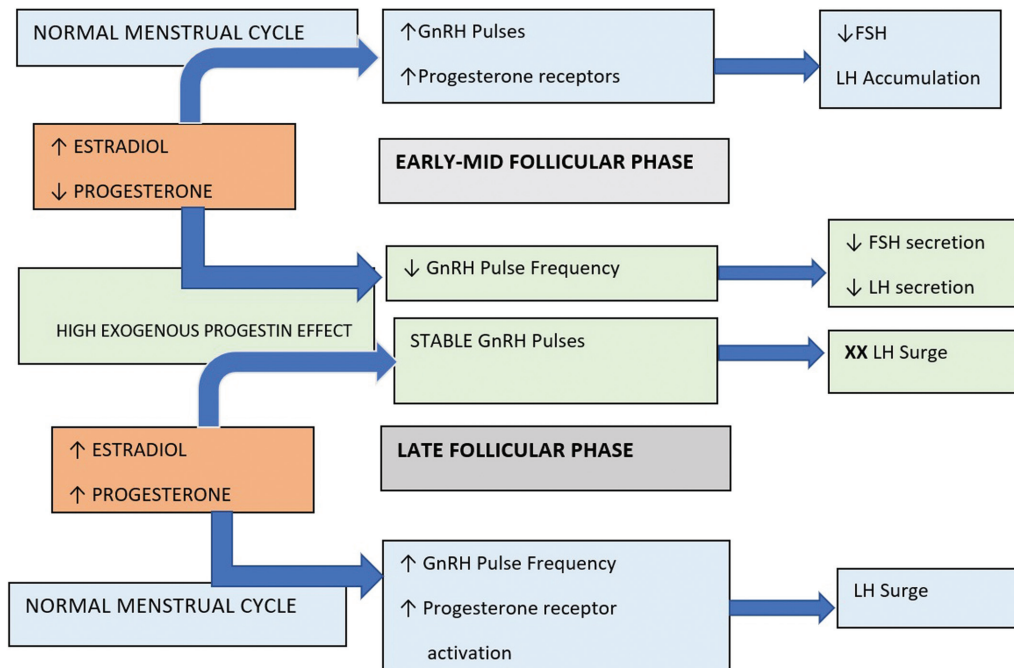 NORMAL MENSTRUAL CYCLE
↑GnRH Pulses
↑Progesterone receptors
↓FSH
LH Accumulation
↑ ESTRADIOL
↓ PROGESTERONE
EARLY-MID FOLLICULAR PHASE
↓ GnRH Pulse Frequency
↓ FSH secretion
↓ LH secretion
HIGH EXOGENOUS PROGESTIN EFFECT
STABLE GnRH Pulses
XX LH Surge
↑ ESTRADIOL
↑ PROGESTERONE
LATE FOLLICULAR PHASE
↑ GnRH Pulse Frequency
↑ Progesterone receptor
activation
LH Surge
NORMAL MENSTRUAL CYCLE